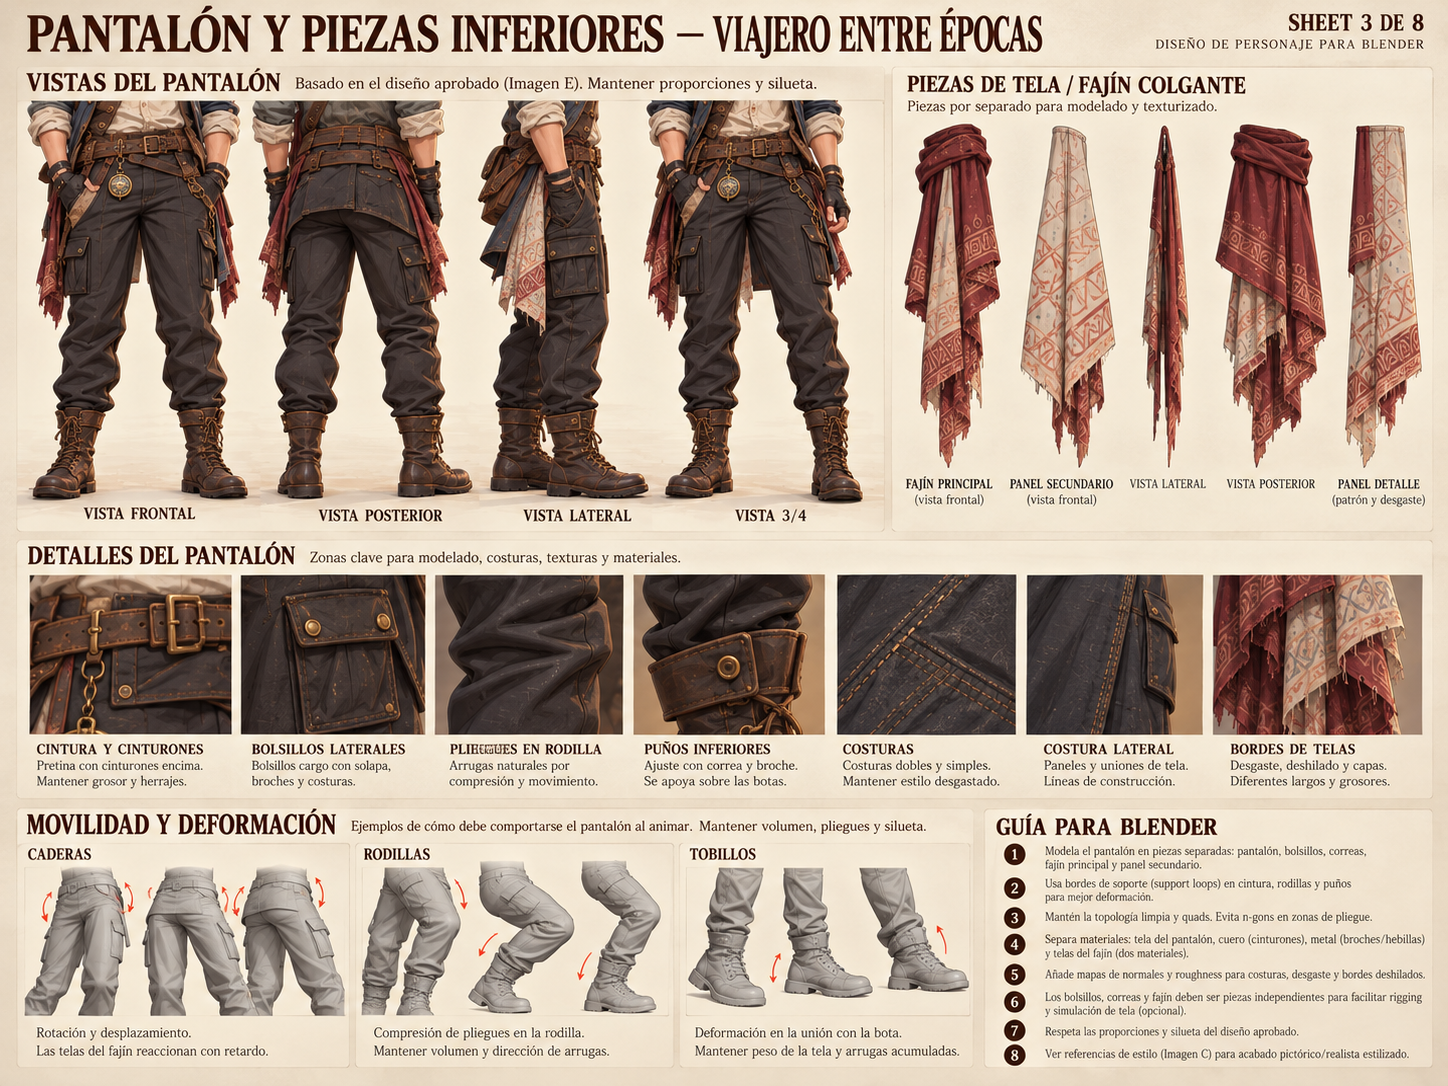 PANTALÓN Y PIEZAS INFERIORES — VIAJERO ENTRE ÉPOCAS
SHEET 3 DE 8
DISEÑO DE PERSONAJE PARA BLENDER
VISTAS DEL PANTALÓN
Basado en el diseño aprobado (Imagen E). Mantener proporciones y silueta.
VISTA FRONTAL
VISTA POSTERIOR
VISTA LATERAL
VISTA 3/4
PIEZAS DE TELA / FAJÍN COLGANTE
Piezas por separado para modelado y texturizado.
FAJÍN PRINCIPAL
(vista frontal)
PANEL SECUNDARIO
(vista frontal)
VISTA LATERAL
VISTA POSTERIOR
PANEL DETALLE
(patrón y desgaste)
DETALLES DEL PANTALÓN
Zonas clave para modelado, costuras, texturas y materiales.
CINTURA Y CINTURONES
Pretina con cinturones encima.
Mantener grosor y herrajes.
BOLSILLOS LATERALES
Bolsillos cargo con solapa,
broches y costuras.
EN RODILLA
Arrugas naturales por
compresión y movimiento.
PUÑOS INFERIORES
Ajuste con correa y broche.
Se apoya sobre las botas.
COSTURAS
Costuras dobles y simples.
Mantener estilo desgastado.
COSTURA LATERAL
Paneles y uniones de tela.
Líneas de construcción.
BORDES DE TELAS
Desgaste, deshilado y capas.
Diferentes largos y grosores.
MOVILIDAD Y DEFORMACIÓN
Ejemplos de cómo debe comportarse el pantalón al animar. Mantener volumen, pliegues y silueta.
CADERAS
Rotación y desplazamiento.
Las telas del fajín reaccionan con retardo.
RODILLAS
Compresión de pliegues en la rodilla.
Mantener volumen y dirección de arrugas.
TOBILLOS
Deformación en la unión con la bota.
Mantener peso de la tela y arrugas acumuladas.
GUÍA PARA BLENDER
1 Modela el pantalón en piezas separadas: pantalón, bolsillos, correas,
fajín principal y panel secundario.
2 Usa bordes de soporte (support loops) en cintura, rodillas y puños
para mejor deformación.
3 Mantén la topología limpia y quads. Evita n-gons en zonas de pliegue.
4 Separa materiales: tela del pantalón, cuero (cinturones), metal (broches/hebillas)
y telas del fajín (dos materiales).
5 Añade mapas de normales y roughness para costuras, desgaste y bordes deshilados.
6 Los bolsillos, correas y fajín deben ser piezas independientes para facilitar rigging
y simulación de tela (opcional).
7 Respeta las proporciones y silueta del diseño aprobado.
8 Ver referencias de estilo (Imagen C) para acabado pictórico/realista estilizado.